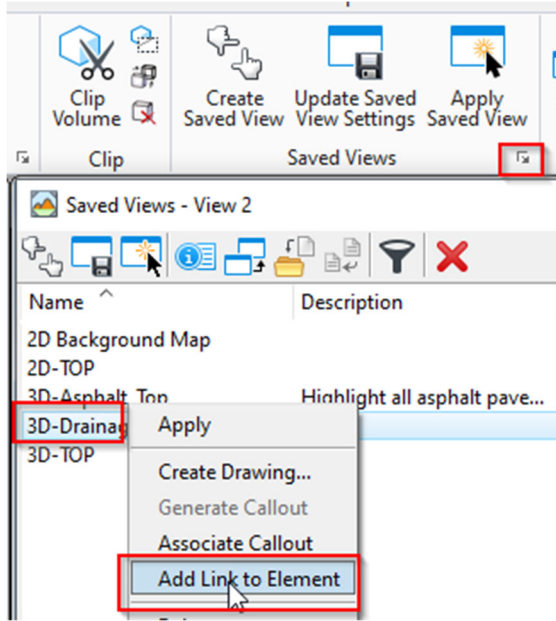 Clip
Volume
Create
Saved View
Update Saved
View Settings
Apply
Saved View
Clip
Saved Views
Saved Views - View 2
Name
Description
2D Background Map
2D-TOP
3D-Asphalt_Top Highlight all asphalt pave...
3D-Drainag
3D-TOP
Apply
Create Drawing...
Generate Callout
Associate Callout
Add Link to Element